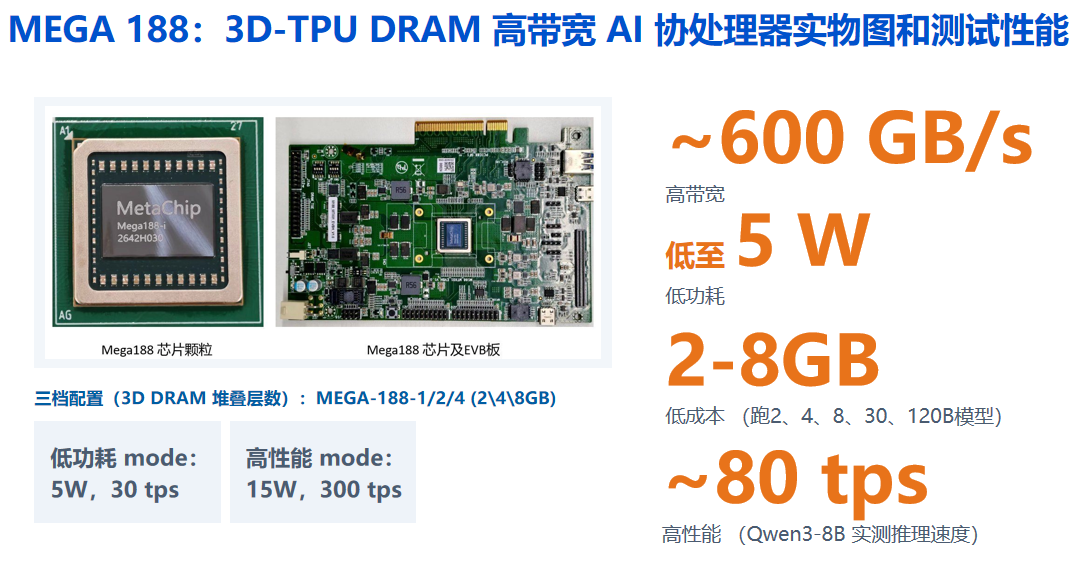 MEGA 188：3D-TPU DRAM 高带宽 AI 协处理器实物图和测试性能
A1
27
MetaChip
Mega188-i
2642H030
AG
R56
R56
Mega188 芯片颗粒
Mega188 芯片及EVB板
三档配置（3D DRAM 堆叠层数）：MEGA-188-1/2/4 (2\4\8GB)
低功耗 mode：
5W，30 tps
高性能 mode：
15W，300 tps
~600 GB/s
高带宽
低至 5 W
低功耗
2-8GB
低成本 （跑2、4、8、30、120B模型）
~80 tps
高性能 （Qwen3-8B 实测推理速度）